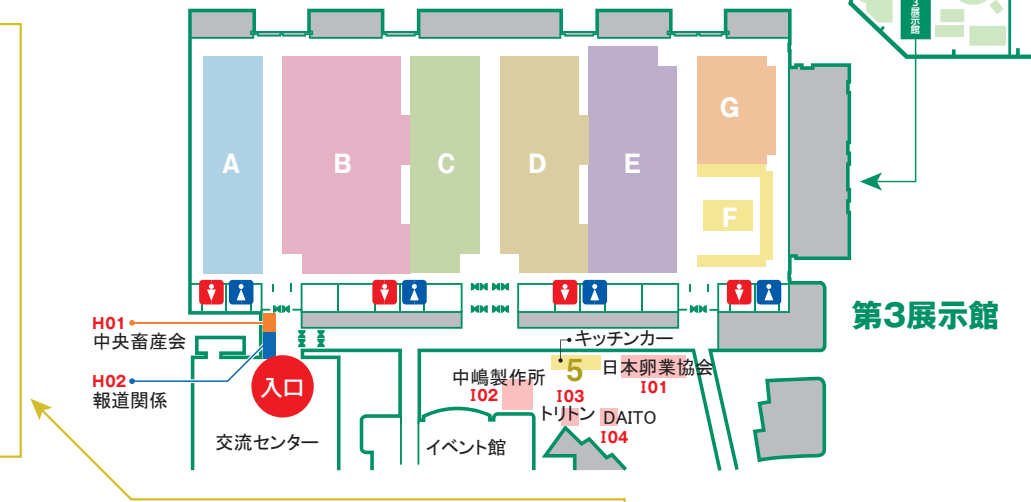 3展示館
A
B
C
D
E
G
F
第3展示館
H01
中央畜産会
H02
報道関係
入口
交流センター
イベント館
キッチンカー
5
日本卵業協会
I01
中嶋製作所
I02
I03
トリトン
DAITO
I04